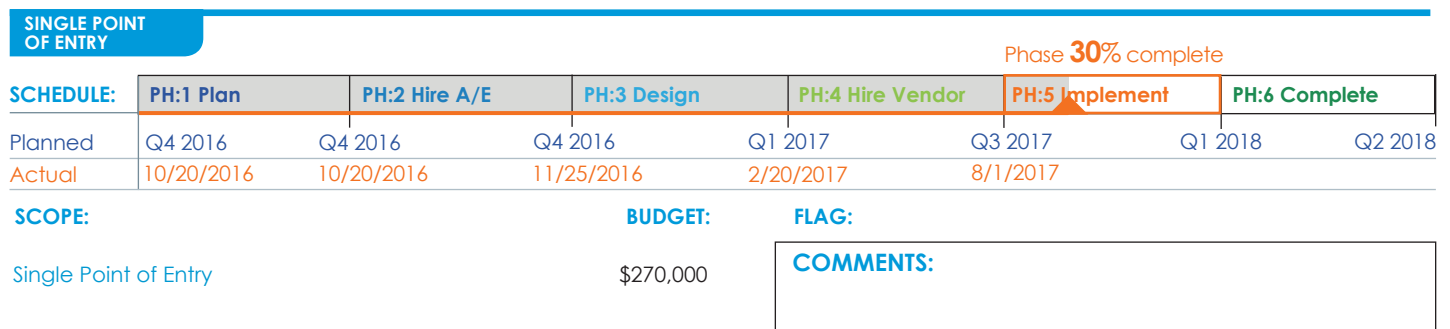 SINGLE POINT
OF ENTRY
Phase 30% complete
SCHEDULE: PH:1 Plan PH:2 Hire A/E PH:3 Design PH:4 Hire Vendor PH:5 Implement PH:6 Complete
Planned Q4 2016 Q4 2016 Q4 2016 Q1 2017 Q3 2017 Q1 2018 Q2 2018
Actual 10/20/2016 10/20/2016 11/25/2016 2/20/2017 8/1/2017
SCOPE: BUDGET: FLAG:
COMMENTS:
Single Point of Entry $270,000